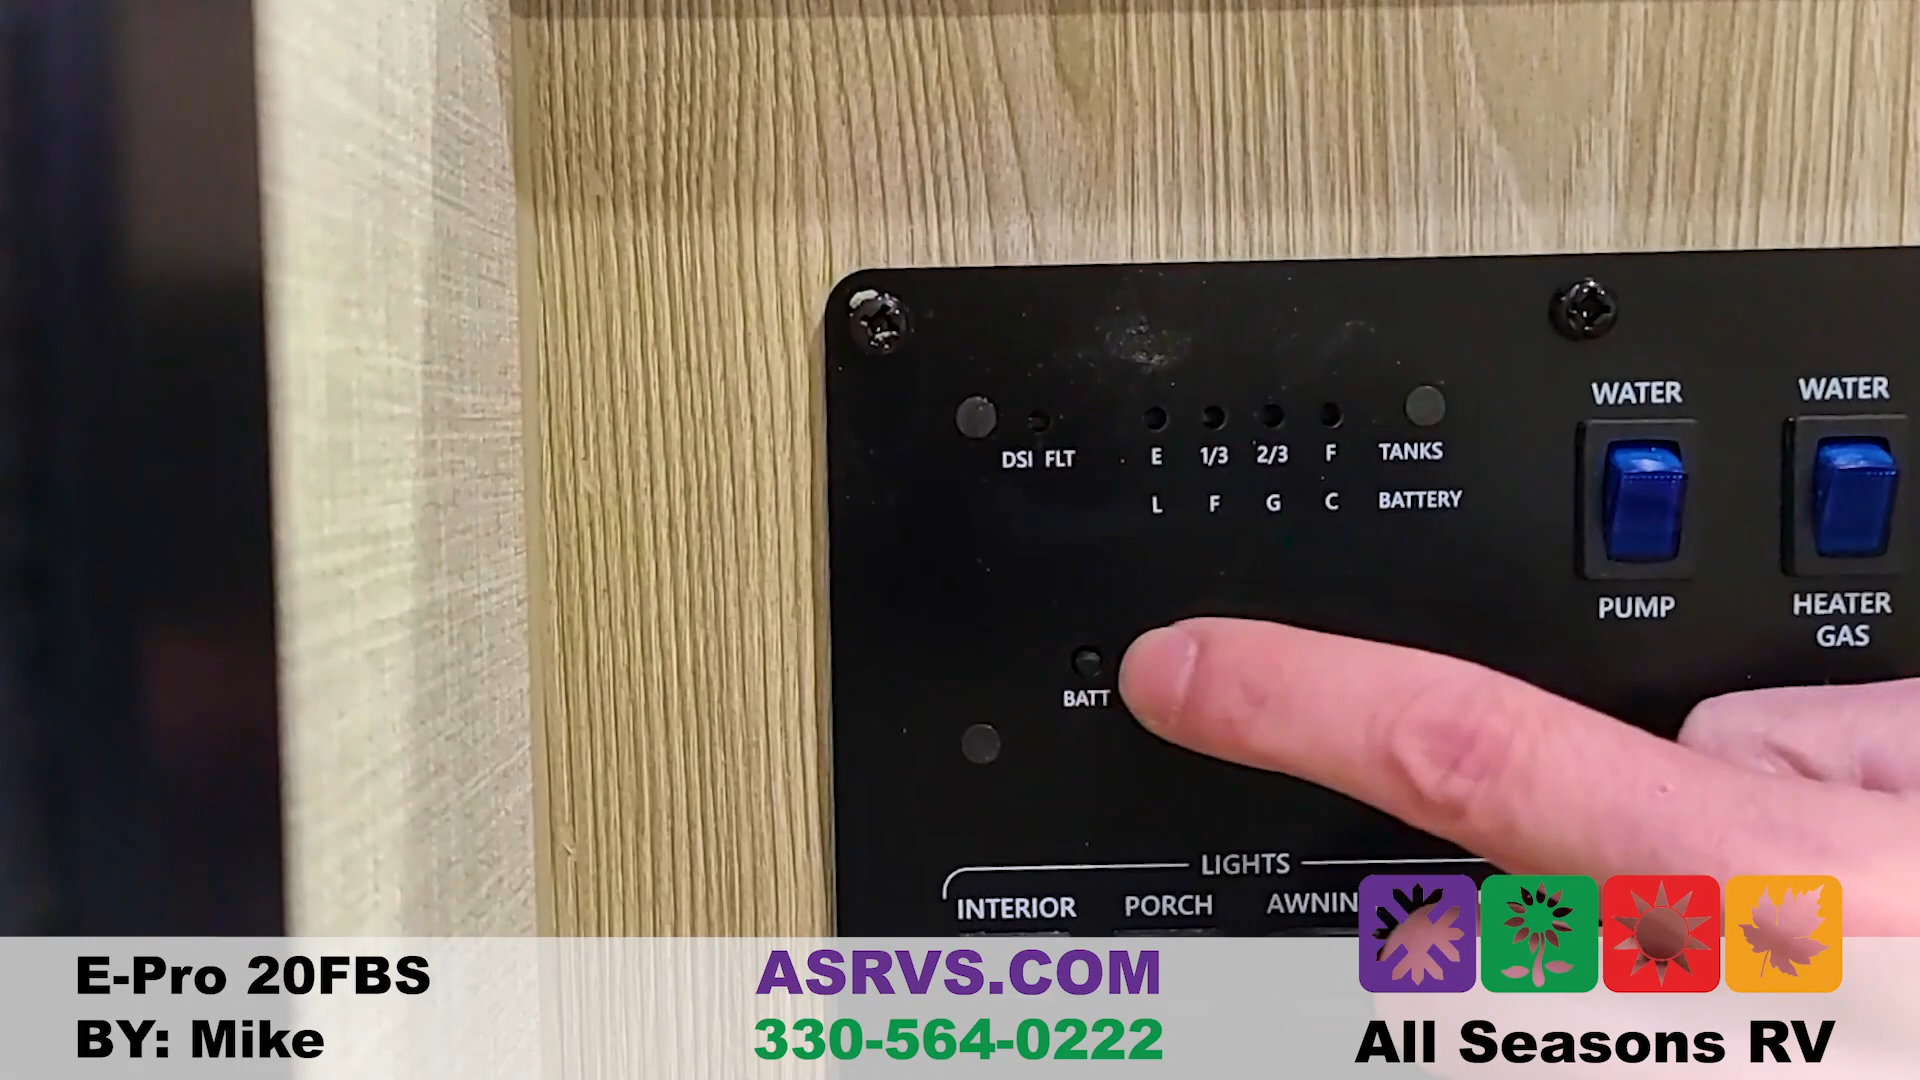 WATER
WATER
DSI FLT
E 1/3 2/3 F TANKS
L F G C BATTERY
PUMP
HEATER
GAS
BATT
LIGHTS
INTERIOR PORCH
E-Pro 20FBS
BY: Mike
ASRVS.COM
330-564-0222
All Seasons RV